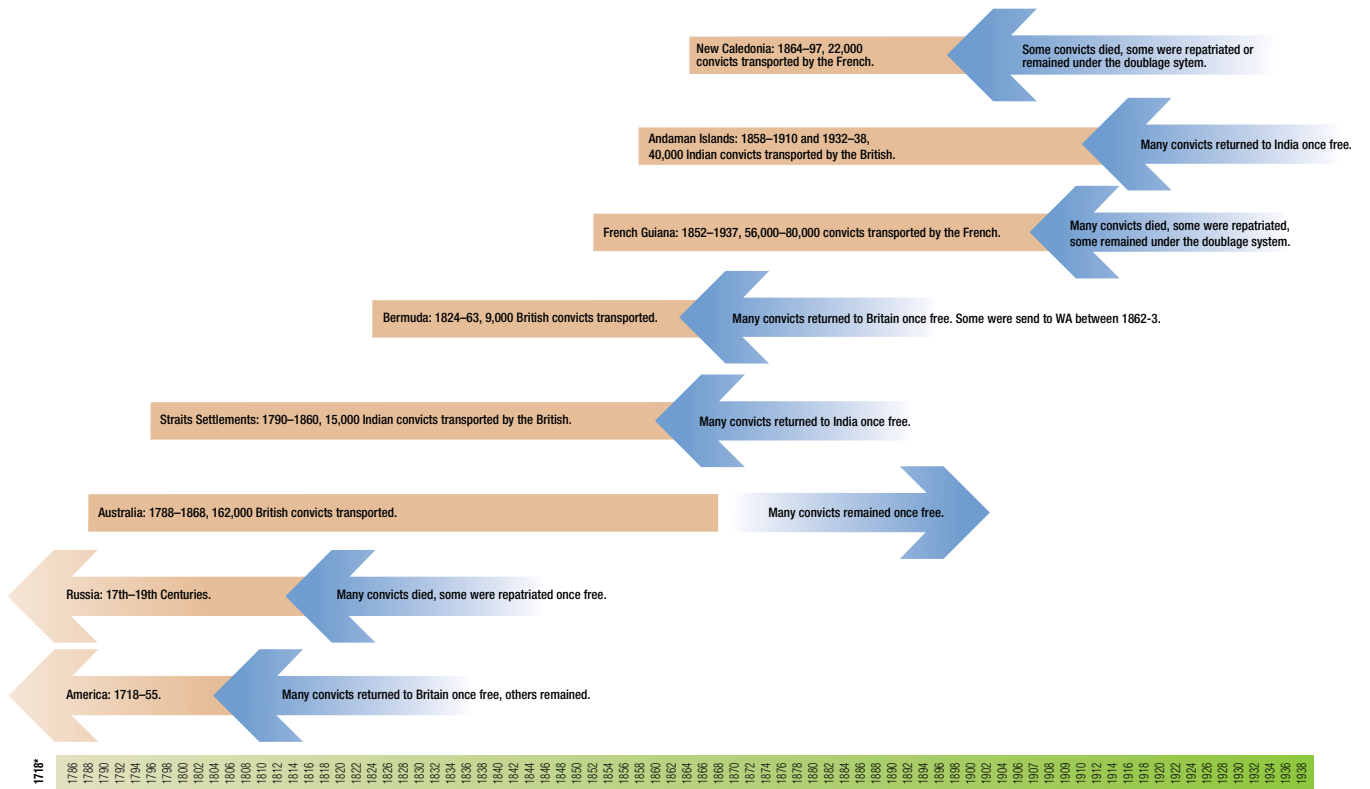 New Caledonia: 1864–97, 22,000
convicts transported by the French.
Some convicts died, some were repatriated or
remained under the doublage sytem.
Andaman Islands: 1858–1910 and 1932–38,
40,000 Indian convicts transported by the British.
Many convicts returned to India once free.
French Guiana: 1852–1937, 56,000–80,000 convicts transported by the French.
Many convicts died, some were repatriated,
some remained under the doublage system.
Bermuda: 1824–63, 9,000 British convicts transported.
Many convicts returned to Britain once free. Some were send to WA between 1862-3.
Straits Settlements: 1790–1860, 15,000 Indian convicts transported by the British.
Many convicts returned to India once free.
Australia: 1788–1868, 162,000 British convicts transported.
Many convicts remained once free.
Russia: 17th–19th Centuries.
Many convicts died, some were repatriated once free.
America: 1718–55.
Many convicts returned to Britain once free, others remained.
1718* 1786 1788 1790 1792 1794 1796 1798 1800 1802 1804 1806 1808 1810 1812 1814 1816 1818 1820 1822 1824 1826 1828 1830 1832 1834 1836 1838 1840 1842 1844 1846 1848 1850 1852 1854 1856 1858 1860 1862 1864 1866 1868 1870 1872 1874 1876 1878 1880 1882 1884 1886 1888 1890 1892 1894 1896 1898 1900 1902 1904 1906 1907 1908 1909 1910 1912 1914 1916 1918 1920 1922 1924 1926 1928 1930 1932 1934 1936 1938